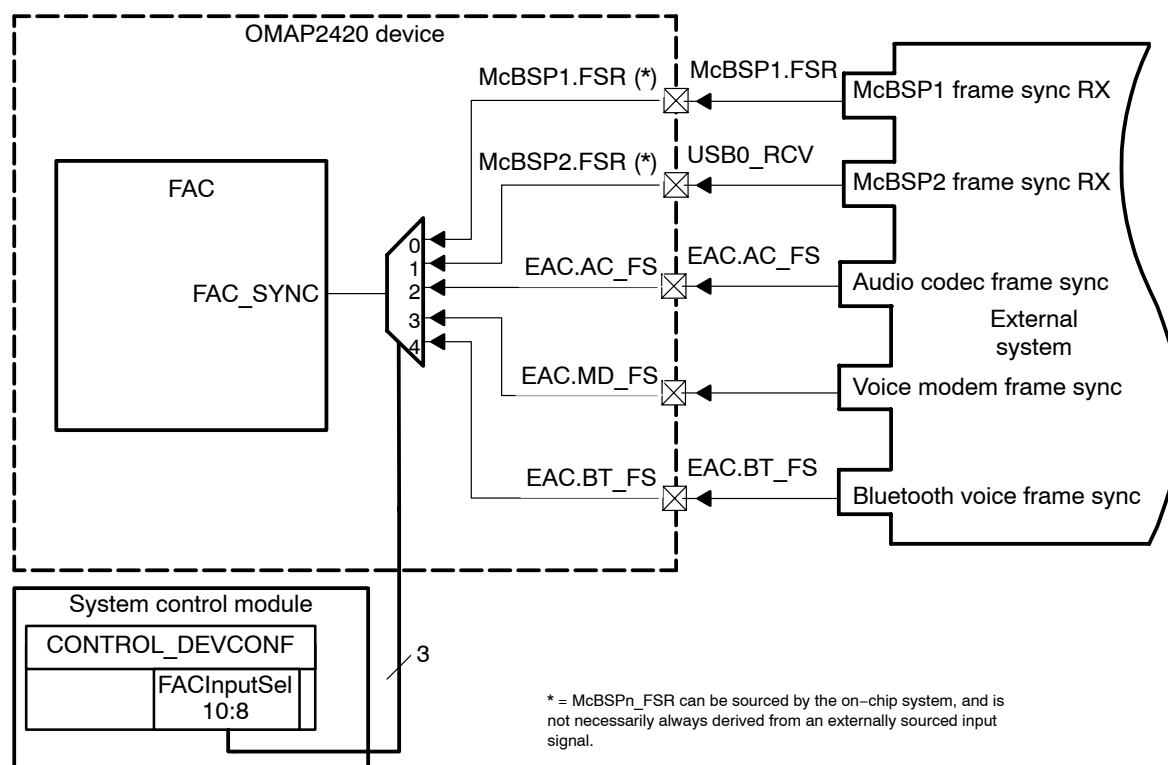 OMAP2420 device
McBSP1.FSR (*)
McBSP1.FSR
McBSP1 frame sync RX
McBSP2.FSR (*)
USB0_RCV
McBSP2 frame sync RX
FAC
FAC_SYNC
0
1
2
3
4
EAC.AC_FS
EAC.AC_FS
Audio codec frame sync
External
system
EAC.MD_FS
Voice modem frame sync
EAC.BT_FS
EAC.BT_FS
Bluetooth voice frame sync
System control module
CONTROL_DEVCONF
FACInputSel
10:8
3
* = McBSPn_FSR can be sourced by the on−chip system, and is
not necessarily always derived from an externally sourced input
signal.